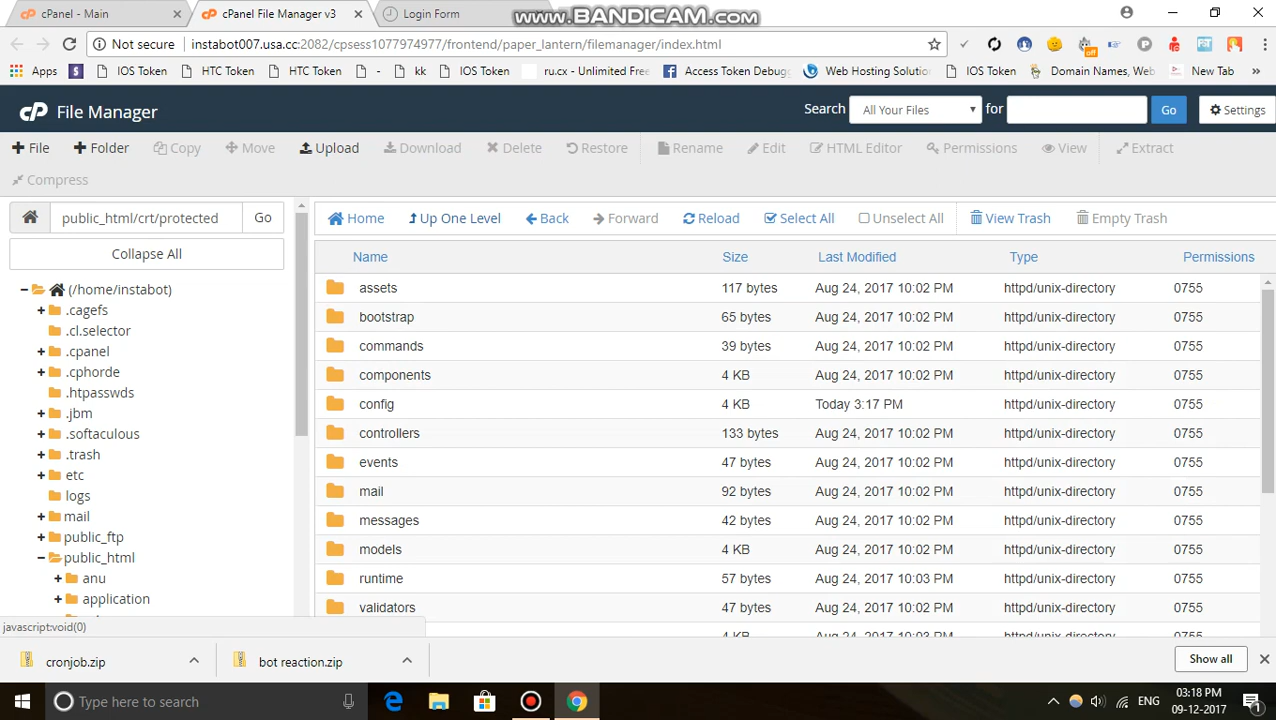 cPanel - Main
cPanel File Manager v3
Login Form
www.BANDICAM.com
Not secure
instabot007.usa.cc:2082/cpsess1077974977/frontend/paper_lantern/filemanager/index.html
off
Apps
S
IOS Token
HTC Token
HTC Token
-
kk
IOS Token
ru.cx - Unlimited Fre
Access Token Debug
Web Hosting Solutio
IOS Token
Domain Names, Web
New Tab
»
cP File Manager
Search
All Your Files
for
Go
Settings
File
Folder
Copy
Move
Upload
Download
Delete
Restore
Rename
Edit
HTML Editor
Permissions
View
Extract
Compress
public_html/crt/protected
Go
Collapse All
Home
Up One Level
Back
Forward
Reload
Select All
Unselect All
View Trash
Empty Trash
(/home/instabot)
.cagefs
.cl.selector
.cpanel
.cphorde
.htpasswds
.jbm
.softaculous
.trash
etc
logs
mail
public_ftp
public_html
anu
application
Name Size Last Modified Type Permissions
assets 117 bytes Aug 24, 2017 10:02 PM httpd/unix-directory 0755
bootstrap 65 bytes Aug 24, 2017 10:02 PM httpd/unix-directory 0755
commands 39 bytes Aug 24, 2017 10:02 PM httpd/unix-directory 0755
components 4 KB Aug 24, 2017 10:02 PM httpd/unix-directory 0755
config 4 KB Today 3:17 PM httpd/unix-directory 0755
controllers 133 bytes Aug 24, 2017 10:02 PM httpd/unix-directory 0755
events 47 bytes Aug 24, 2017 10:02 PM httpd/unix-directory 0755
mail 92 bytes Aug 24, 2017 10:02 PM httpd/unix-directory 0755
messages 42 bytes Aug 24, 2017 10:02 PM httpd/unix-directory 0755
models 4 KB Aug 24, 2017 10:02 PM httpd/unix-directory 0755
runtime 57 bytes Aug 24, 2017 10:03 PM httpd/unix-directory 0755
validators 47 bytes Aug 24, 2017 10:02 PM httpd/unix-directory 0755
javascript:void(0)
cronjob.zip
bot reaction.zip
Show all
Type here to search
ENG
03:18 PM
09-12-2017
1